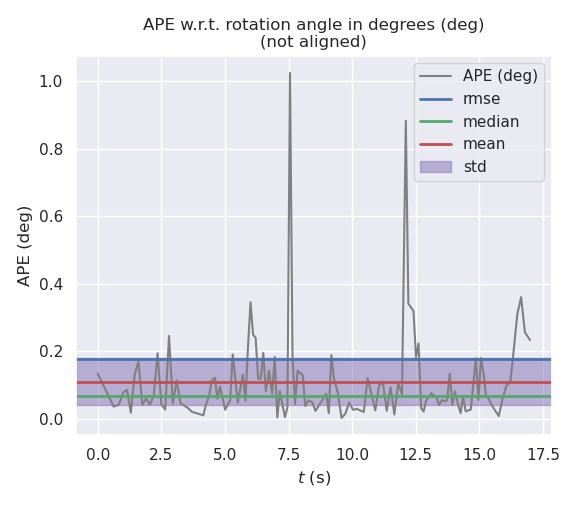 APE w.r.t. rotation angle in degrees (deg)
(not aligned)
APE (deg)
rmse
median
mean
std
1.0
0.8
0.6
0.4
0.2
0.0
APE (deg)
0.0 2.5 5.0 7.5 10.0 12.5 15.0 17.5
t (s)